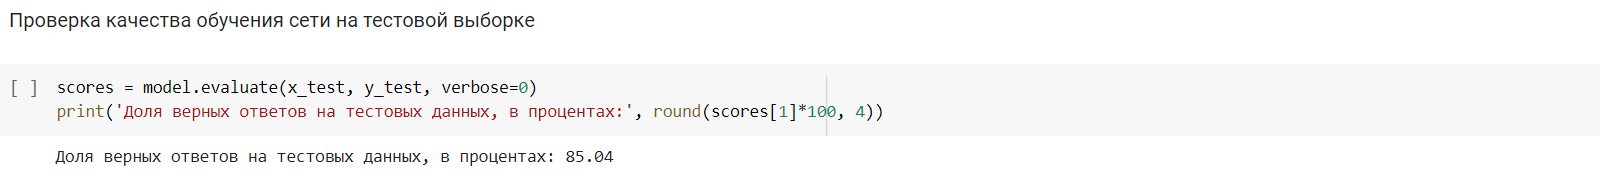 Проверка качества обучения сети на тестовой выборке
[ ] scores = model.evaluate(x_test, y_test, verbose=0)
print('Доля верных ответов на тестовых данных, в процентах:', round(scores[1]*100, 4))
Доля верных ответов на тестовых данных, в процентах: 85.04